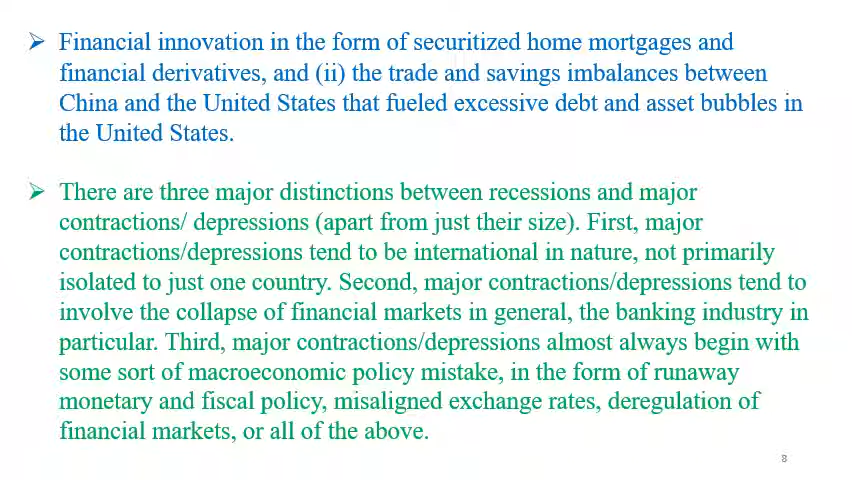 ➢ Financial innovation in the form of securitized home mortgages and
financial derivatives, and (ii) the trade and savings imbalances between
China and the United States that fueled excessive debt and asset bubbles in
the United States.
➢ There are three major distinctions between recessions and major
contractions/ depressions (apart from just their size). First, major
contractions/depressions tend to be international in nature, not primarily
isolated to just one country. Second, major contractions/depressions tend to
involve the collapse of financial markets in general, the banking industry in
particular. Third, major contractions/depressions almost always begin with
some sort of macroeconomic policy mistake, in the form of runaway
monetary and fiscal policy, misaligned exchange rates, deregulation of
financial markets, or all of the above.
8